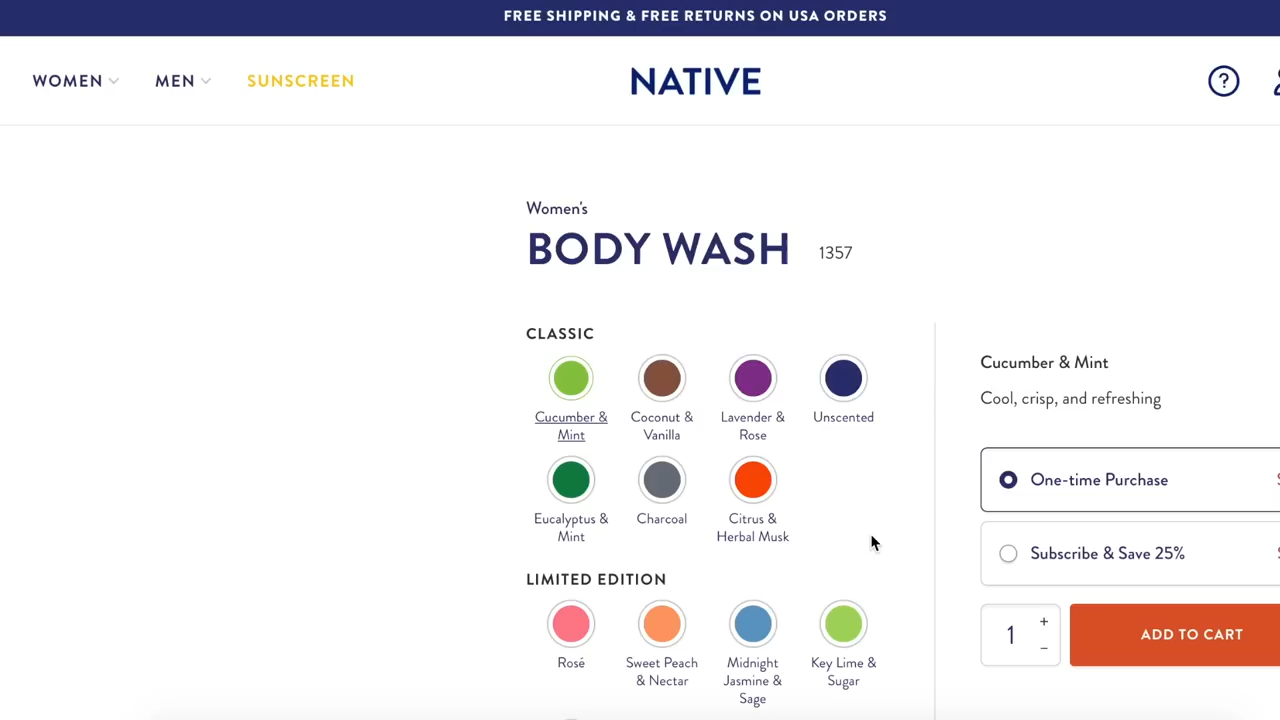 FREE SHIPPING & FREE RETURNS ON USA ORDERS
WOMEN
MEN
SUNSCREEN
NATIVE
?
Women's
BODY WASH
1357
CLASSIC
Cucumber &
Mint
Coconut &
Vanilla
Lavender &
Rose
Unscented
Eucalyptus &
Mint
Charcoal
Citrus &
Herbal Musk
LIMITED EDITION
Rosé
Sweet Peach
& Nectar
Midnight
Jasmine &
Sage
Key Lime &
Sugar
Cucumber & Mint
Cool, crisp, and refreshing
One-time Purchase
Subscribe & Save 25%
1
+
−
ADD TO CART